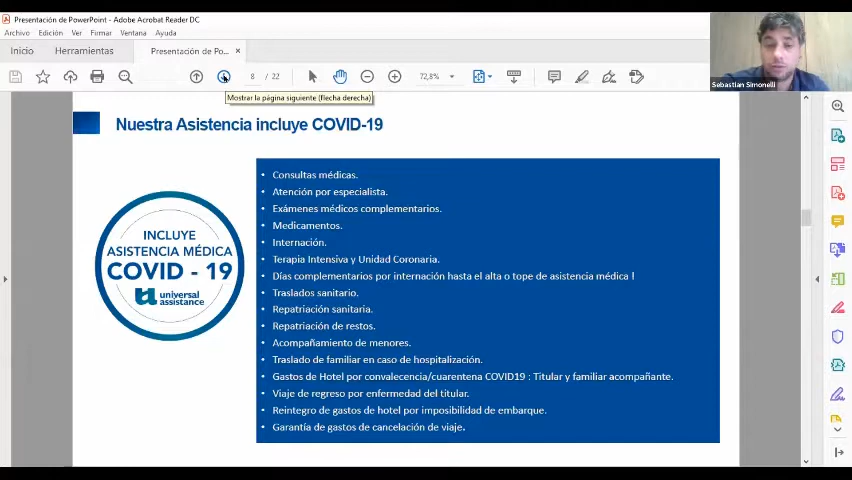 Presentación de PowerPoint - Adobe Acrobat Reader DC
Archivo Edición Ver Firmar Ventana Ayuda
Inicio Herramientas Presentación de Po... ×
8 / 22 72,8%
Mostrar la página siguiente (flecha derecha)
Sebastian Simonelli
Nuestra Asistencia incluye COVID-19
INCLUYE
ASISTENCIA MÉDICA
COVID - 19
universal
assistance
• Consultas médicas.
• Atención por especialista.
• Exámenes médicos complementarios.
• Medicamentos.
• Internación.
• Terapia Intensiva y Unidad Coronaria.
• Días complementarios por internación hasta el alta o tope de asistencia médica !
• Traslados sanitario.
• Repatriación sanitaria.
• Repatriación de restos.
• Acompañamiento de menores.
• Traslado de familiar en caso de hospitalización.
• Gastos de Hotel por convalecencia/cuarentena COVID19 : Titular y familiar acompañante.
• Viaje de regreso por enfermedad del titular.
• Reintegro de gastos de hotel por imposibilidad de embarque.
• Garantía de gastos de cancelación de viaje.